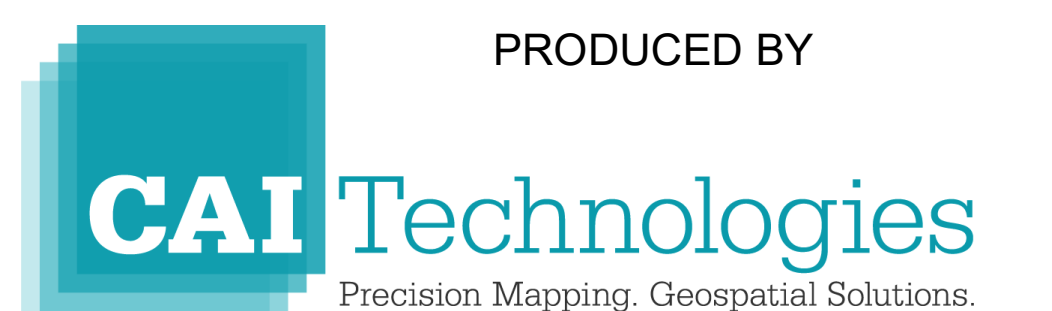 PRODUCED BY
CAI Technologies
Precision Mapping. Geospatial Solutions.